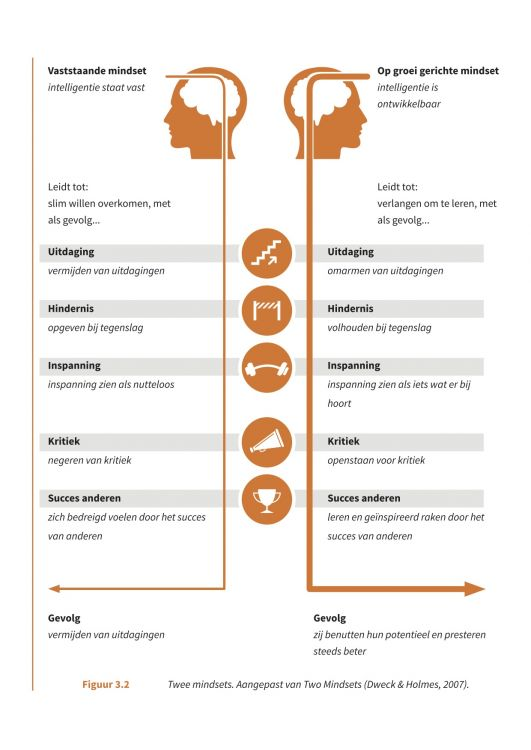 Vaststaande mindset
intelligentie staat vast
Op groei gerichte mindset
intelligentie is
ontwikkelbaar
Leidt tot:
slim willen overkomen, met
als gevolg...
Leidt tot:
verlangen om te leren, met
als gevolg...
Uitdaging
vermijden van uitdagingen
Uitdaging
omarmen van uitdagingen
Hindernis
opgeven bij tegenslag
Hindernis
volhouden bij tegenslag
Inspanning
inspanning zien als nutteloos
Inspanning
inspanning zien als iets wat er bij
hoort
Kritiek
negeren van kritiek
Kritiek
openstaan voor kritiek
Succes anderen
zich bedreigd voelen door het succes
van anderen
Succes anderen
leren en geïnspireerd raken door het
succes van anderen
Gevolg
vermijden van uitdagingen
Gevolg
zij benutten hun potentieel en presteren
steeds beter
Figuur 3.2 Twee mindsets. Aangepast van Two Mindsets (Dweck & Holmes, 2007).